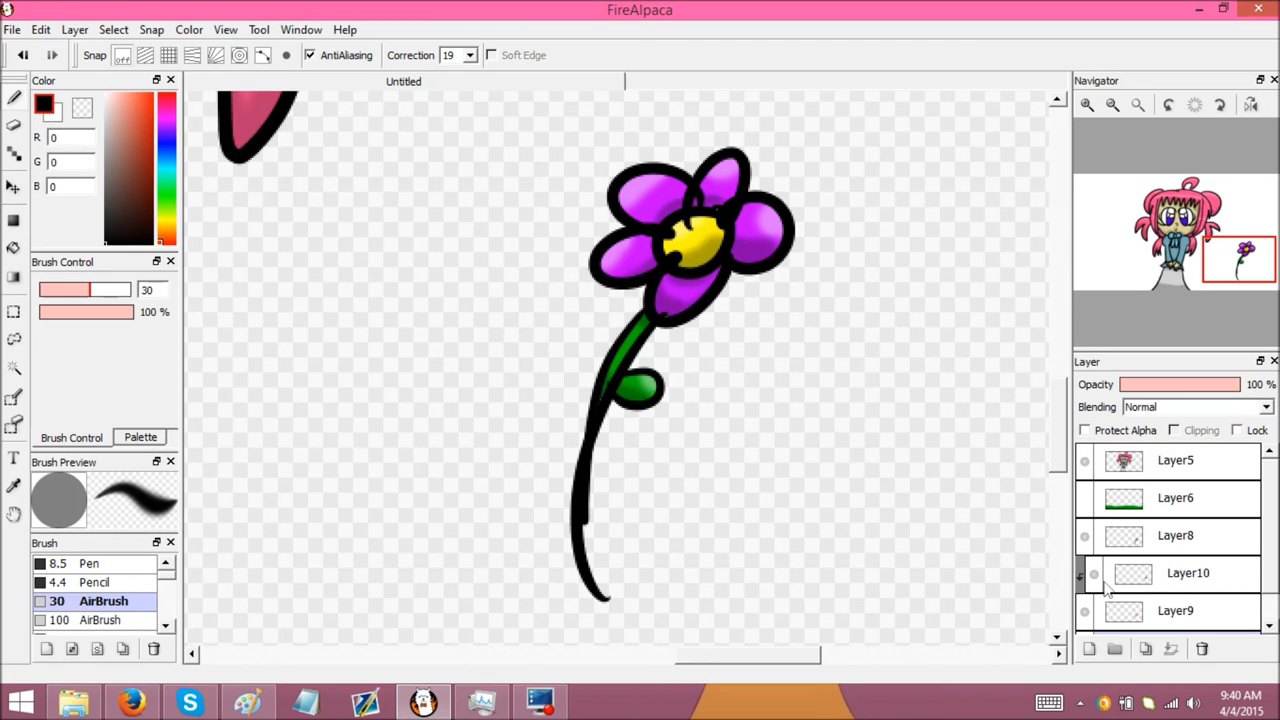 FireAlpaca
File Edit Layer Select Snap Color View Tool Window Help
Snap off AntiAliasing Correction 19 Soft Edge
Color
Untitled
Navigator
R 0
G 0
B 0
Brush Control
30
100 %
Layer
Opacity 100 %
Blending Normal
Protect Alpha Clipping Lock
Brush Control Palette
Layer5
Brush Preview
Layer6
Layer8
Brush
8.5 Pen
Layer10
4.4 Pencil
30 AirBrush
Layer9
100 AirBrush
9:40 AM
4/4/2015